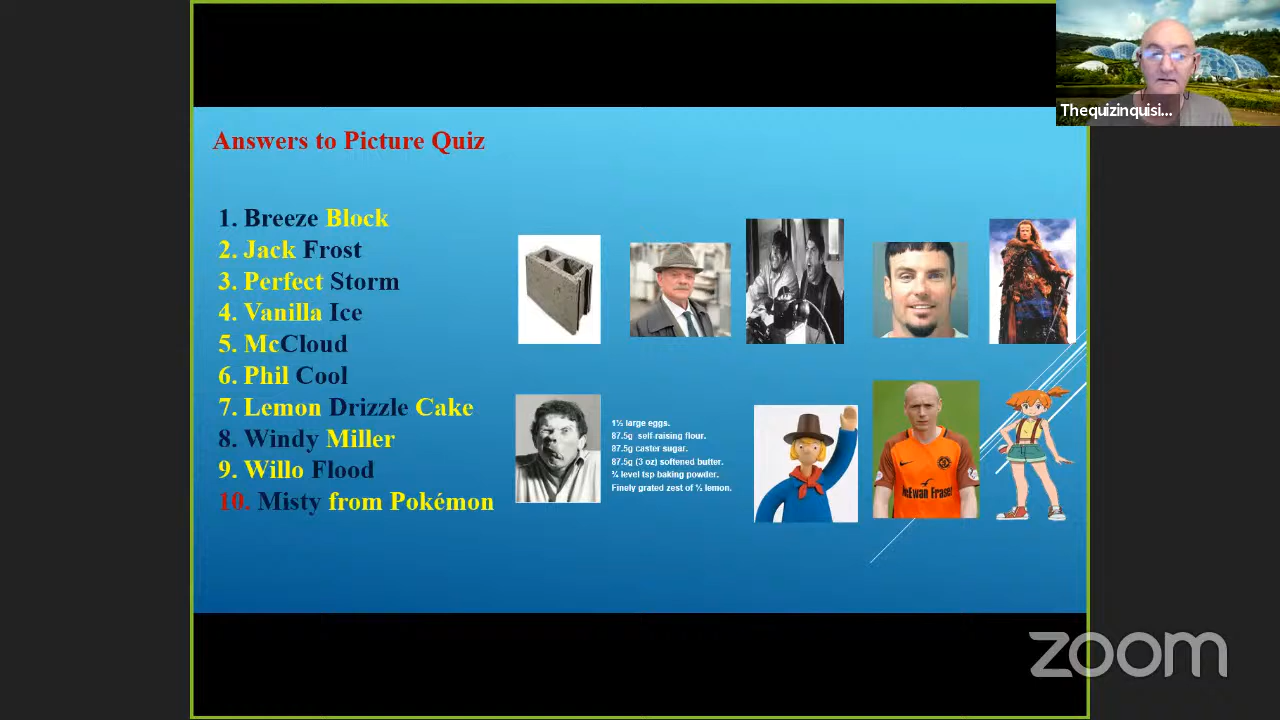 Thequizinquisi...
Answers to Picture Quiz
1. Breeze Block
2. Jack Frost
3. Perfect Storm
4. Vanilla Ice
5. McCloud
6. Phil Cool
7. Lemon Drizzle Cake
8. Windy Miller
9. Willo Flood
10. Misty from Pokémon
1½ large eggs.
87.5g self-raising flour.
87.5g caster sugar.
87.5g (3 oz) softened butter.
level tsp baking powder.
Finely grated zest of ½ lemon.
McEwan Fraser
zoom